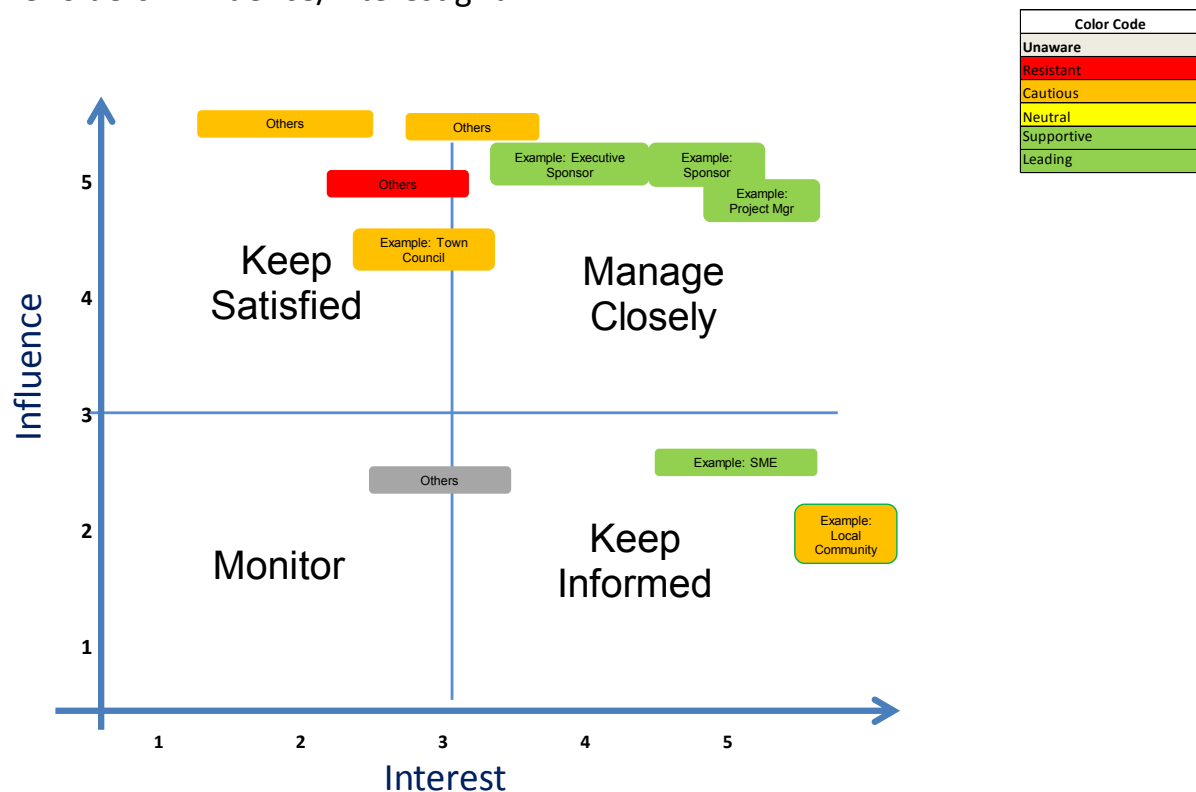 Color Code
Unaware
Resistant
Cautious
Neutral
Supportive
Leading
Others
Others
Example: Executive
Sponsor
Example:
Sponsor
5
Others
Example:
Project Mgr
Example: Town
Council
Keep
Satisfied
Manage
Closely
4
Influence
3
Example: SME
Others
2
Example:
Local
Community
Monitor
Keep
Informed
1
1
2
3
4
5
Interest